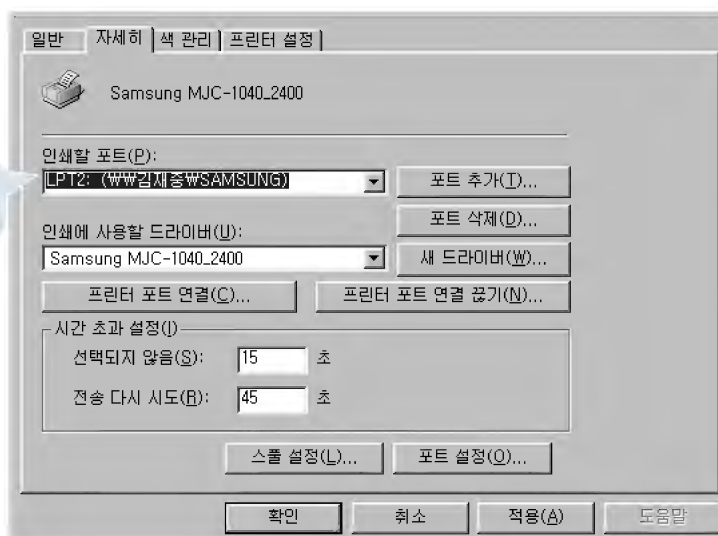 일반 자세히 색 관리 프린터 설정
Samsung MJC-1040_2400
인쇄할 포트(P):
LPT2: (₩₩김재중₩SAMSUNG)
포트 추가(T)...
포트 삭제(D)...
인쇄에 사용할 드라이버(U):
Samsung MJC-1040_2400
새 드라이버(W)...
프린터 포트 연결(C)... 프린터 포트 연결 끊기(N)...
시간 초과 설정(I)
선택되지 않음(S): 15 초
전송 다시 시도(R): 45 초
스풀 설정(L)... 포트 설정(O)...
확인 취소 적용(A) 도움말